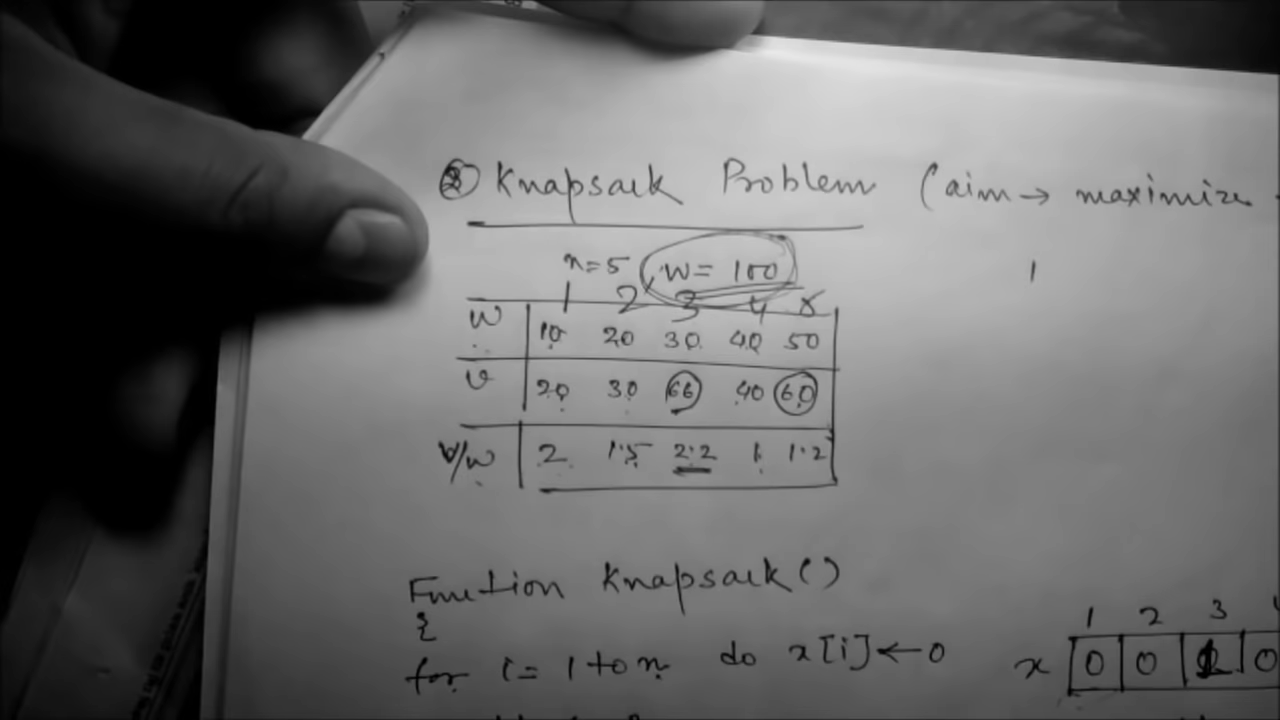 ② Knapsack Problem (aim → maximize
n=5 W= 100
1 2 3 4 5
w 10 20 30 40 50
v 20 30 66 40 60
v/w 2 1.5 2.2 1 1.2
Function Knapsack()
{
for i= 1 to n do x[i]←0
1 2 3
x 0 0 1 0